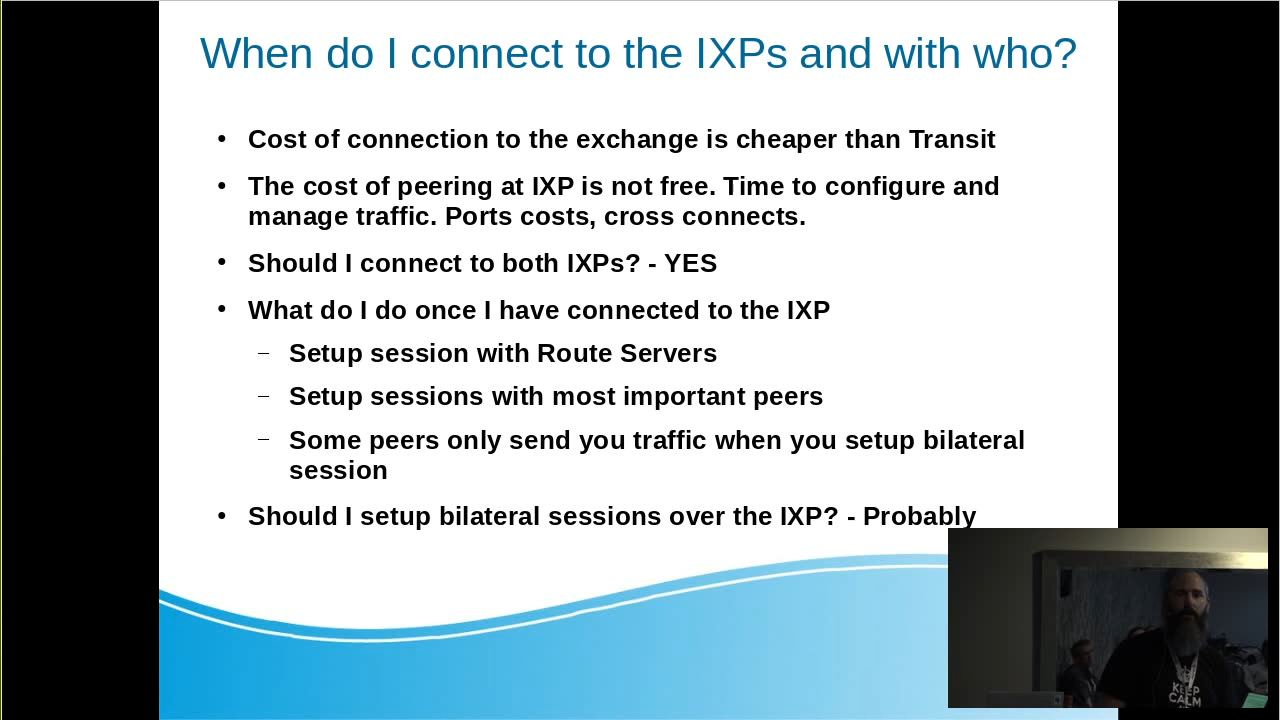 When do I connect to the IXPs and with who?
• Cost of connection to the exchange is cheaper than Transit
• The cost of peering at IXP is not free. Time to configure and
manage traffic. Ports costs, cross connects.
• Should I connect to both IXPs? - YES
• What do I do once I have connected to the IXP
– Setup session with Route Servers
– Setup sessions with most important peers
– Some peers only send you traffic when you setup bilateral
session
• Should I setup bilateral sessions over the IXP? - Probably
KEEP
CALM